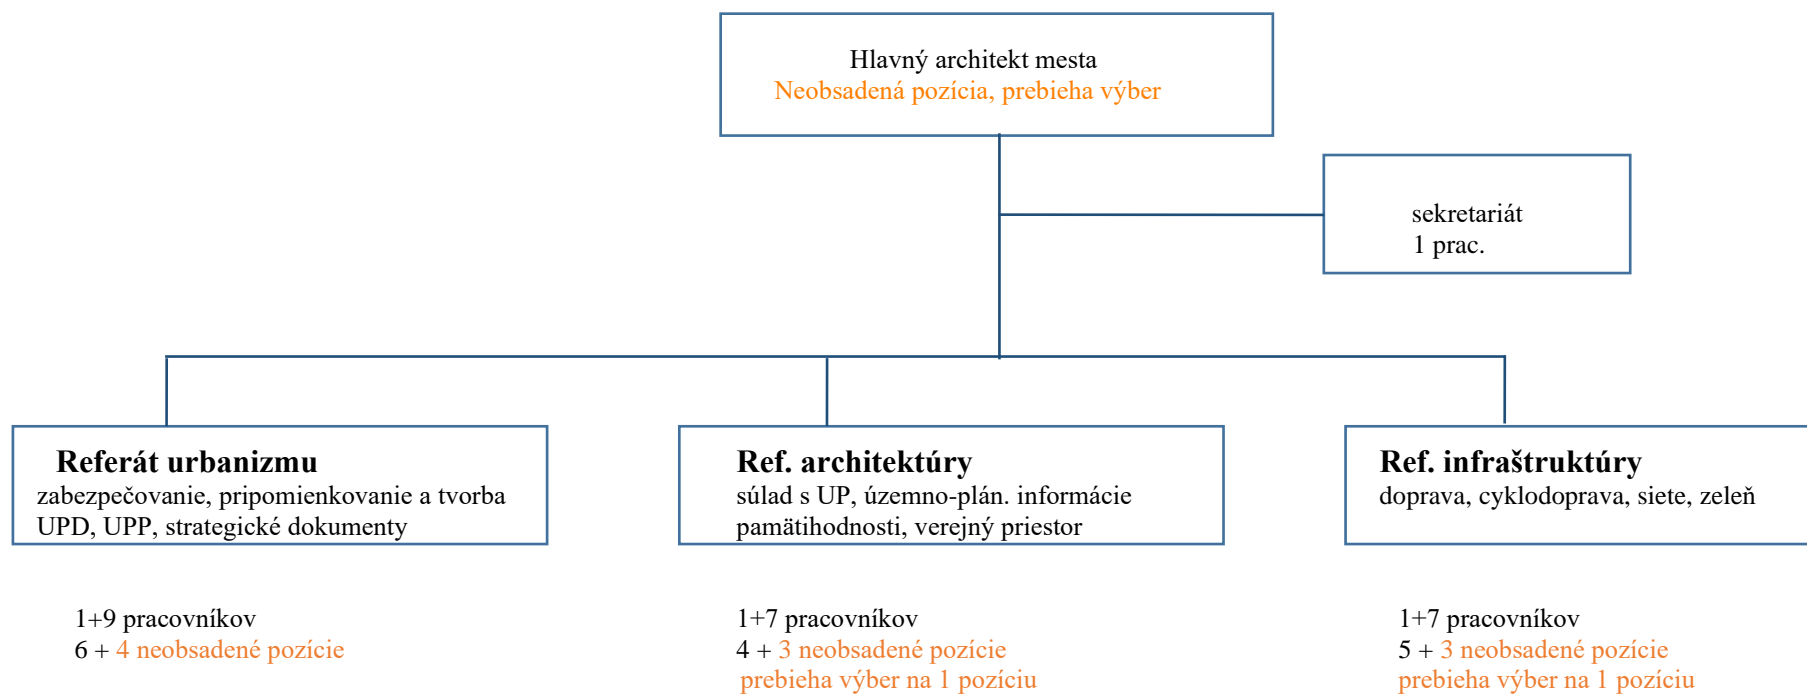 Hlavný architekt mesta
Neobsadená pozícia, prebieha výber
sekretariát
1 prac.
Referát urbanizmu
zabezpečovanie, pripomienkovanie a tvorba
UPD, UPP, strategické dokumenty
Ref. architektúry
súlad s UP, územno-plán. informácie
pamätihodnosti, verejný priestor
Ref. infraštruktúry
doprava, cyklodoprava, siete, zeleň
1+9 pracovníkov
6 + 4 neobsadené pozície
1+7 pracovníkov
4 + 3 neobsadené pozície
prebieha výber na 1 pozíciu
1+7 pracovníkov
5 + 3 neobsadené pozície
prebieha výber na 1 pozíciu